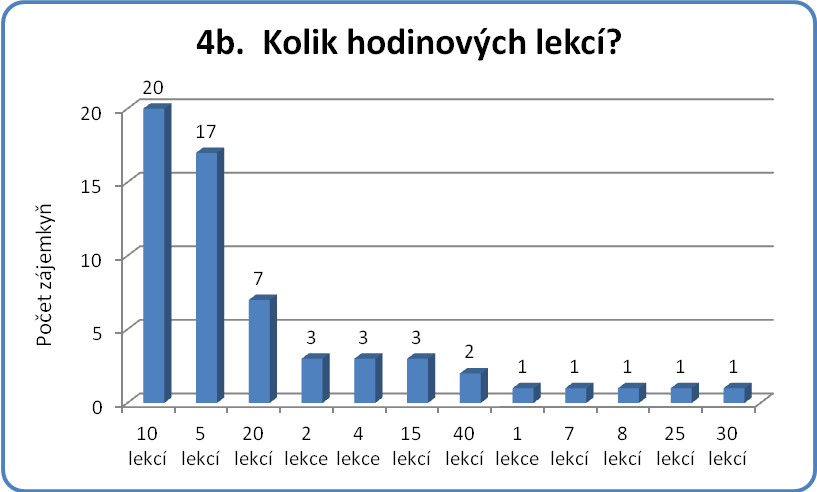 4b. Kolik hodinových lekcí?
Počet zájemkyň
20
15
10
5
0
20
17
7
3
3
3
2
1
1
1
1
1
10 lekcí
5 lekcí
20 lekcí
2 lekce
4 lekce
15 lekcí
40 lekcí
1 lekce
7 lekcí
8 lekcí
25 lekcí
30 lekcí